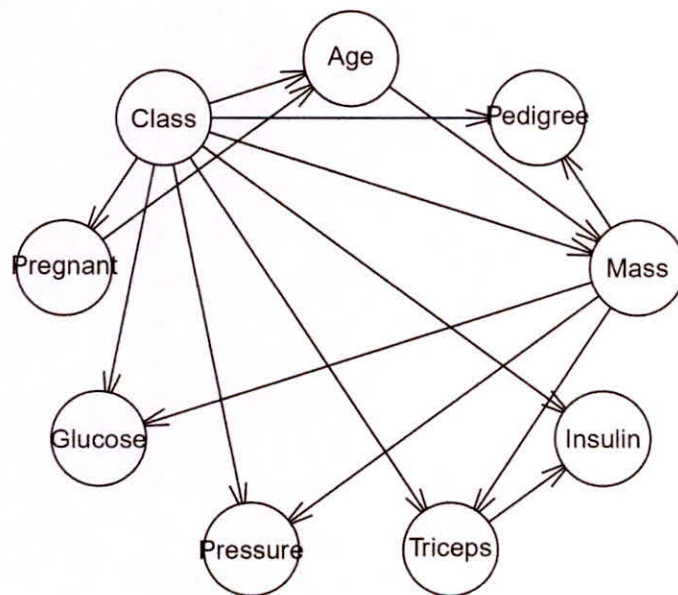 Age
Class
Pedigree
Pregnant
Mass
Glucose
Insulin
Pressure
Triceps